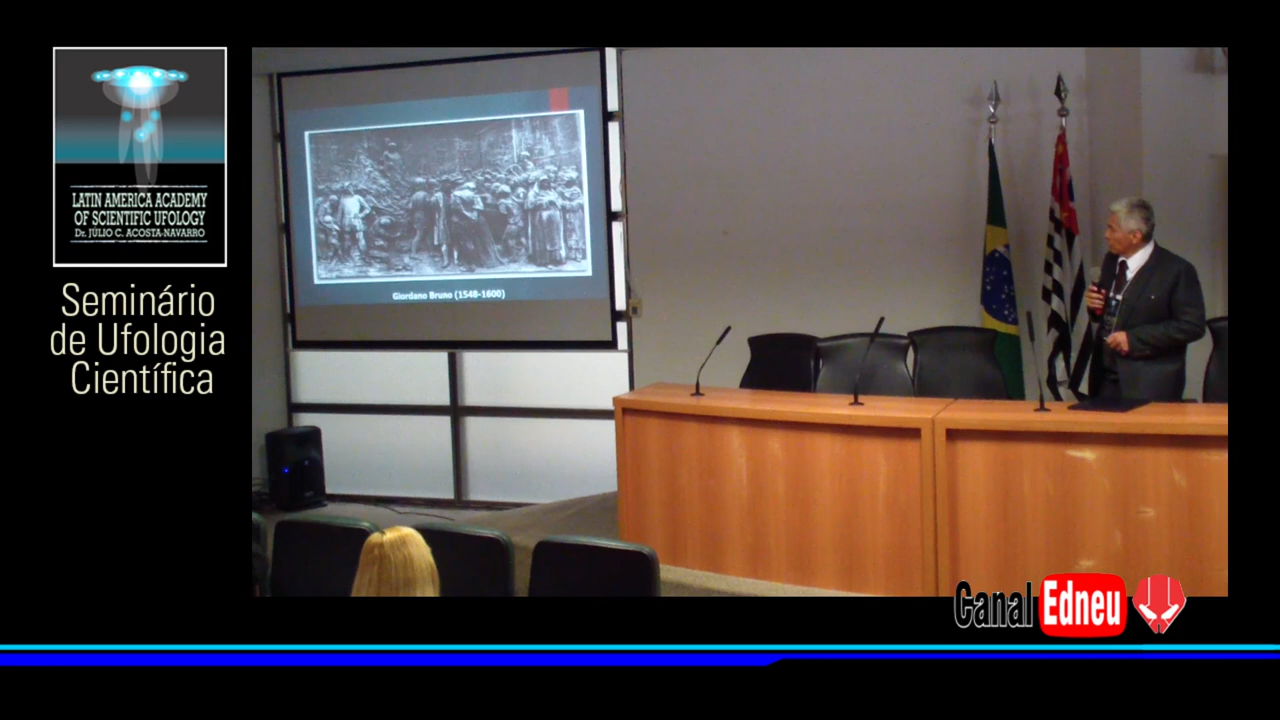 LATIN AMERICA ACADEMY
OF SCIENTIFIC UFOLOGY
Dr. JÚLIO C. ACOSTA-NAVARRO
Seminário
de Ufologia
Científica
Giordano Bruno (1548-1600)
Canal Edneu